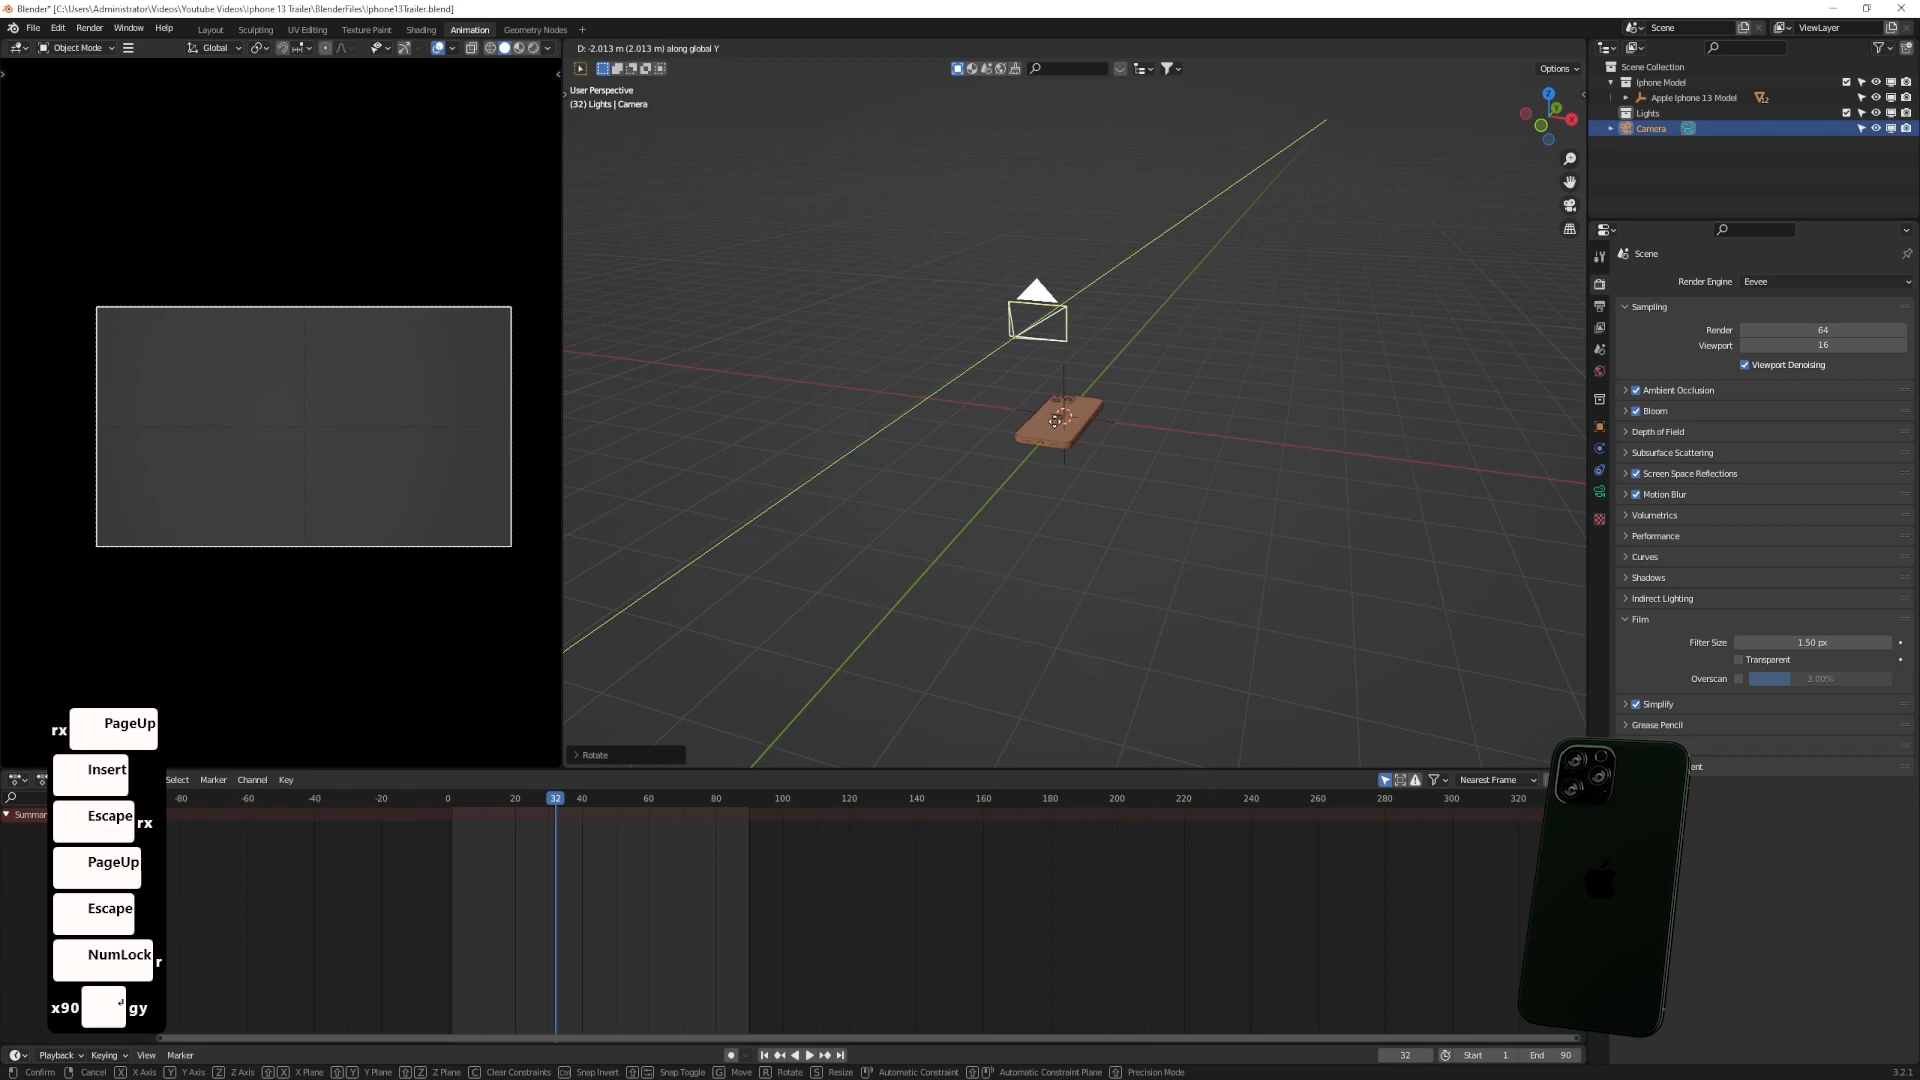 Blender* [C:\Users\Administrator\Videos\Youtube Videos\Iphone 13 Trailer\BlenderFiles\Iphone13Trailer.blend]
File Edit Render Window Help
Layout Sculpting UV Editing Texture Paint Shading Animation Geometry Nodes +
Scene ViewLayer
Object Mode Global
D: -2.013 m (2.013 m) along global Y
Options
User Perspective
(32) Lights | Camera
Z
Y
X
Scene Collection
Iphone Model
Apple Iphone 13 Model 12
Lights
Camera
Scene
Render Engine Eevee
Sampling
Render 64
Viewport 16
Viewport Denoising
Ambient Occlusion
Bloom
Depth of Field
Subsurface Scattering
Screen Space Reflections
Motion Blur
Volumetrics
Performance
Curves
Shadows
Indirect Lighting
Film
Filter Size 1.50 px
Transparent
Overscan 3.00%
Simplify
Grease Pencil
ent
Rotate
rx PageUp
Insert
Escape rx
PageUp
Escape
NumLock r
x90 gy
Select Marker Channel Key
Nearest Frame
-80 -60 -40 -20 0 20 32 40 60 80 100 120 140 160 180 200 220 240 260 280 300 320
Summar
Playback Keying View Marker
32 Start 1 End 90
Confirm Cancel X X Axis Y Y Axis Z Z Axis X X Plane Y Y Plane Z Z Plane C Clear Constraints Ctrl Snap Invert Snap Toggle G Move R Rotate S Resize Automatic Constraint Automatic Constraint Plane Precision Mode
3.2.1